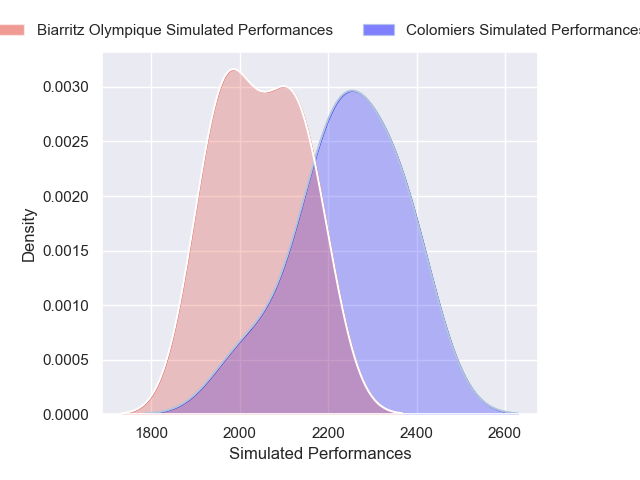 Biarritz Olympique Simulated Performances
Colomiers Simulated Performances
0.0030
0.0025
0.0020
0.0015
0.0010
0.0005
0.0000
Density
1800 2000 2200 2400 2600
Simulated Performances